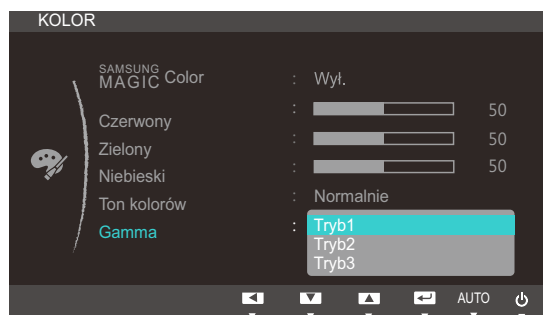 KOLOR
SAMSUNG
MAGIC Color : Wył.
Czerwony : 50
Zielony : 50
Niebieski : 50
Ton kolorów : Normalnie
Gamma : Tryb1
Tryb2
Tryb3
AUTO